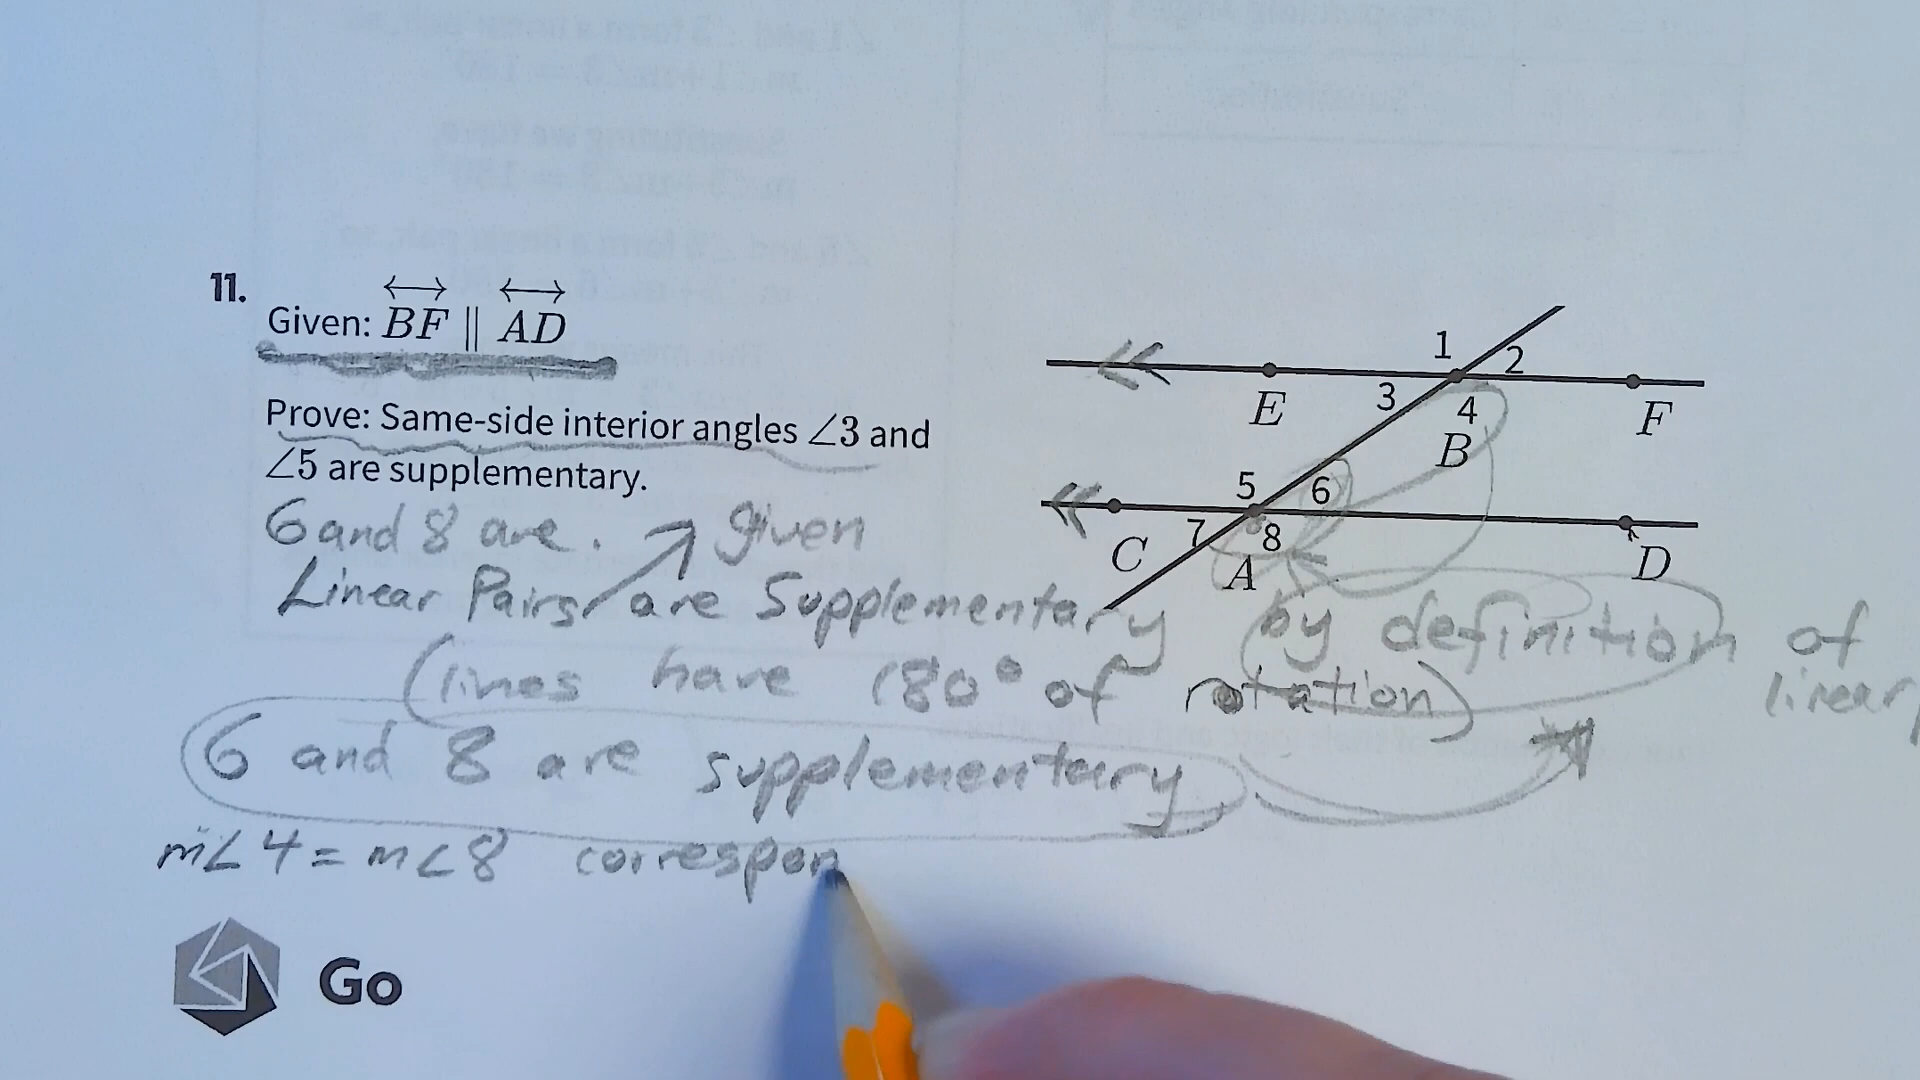 11.
Given: BF ∥ AD
Prove: Same-side interior angles ∠3 and
∠5 are supplementary.
6 and 8 are. given
Linear Pairs are Supplementary by definition of
linear
(lines have 180° of rotation)
6 and 8 are supplementary
m∠4 = m∠8 correspon
Go
1
2
E
3
4
F
B
5
6
C
7
8
A
D